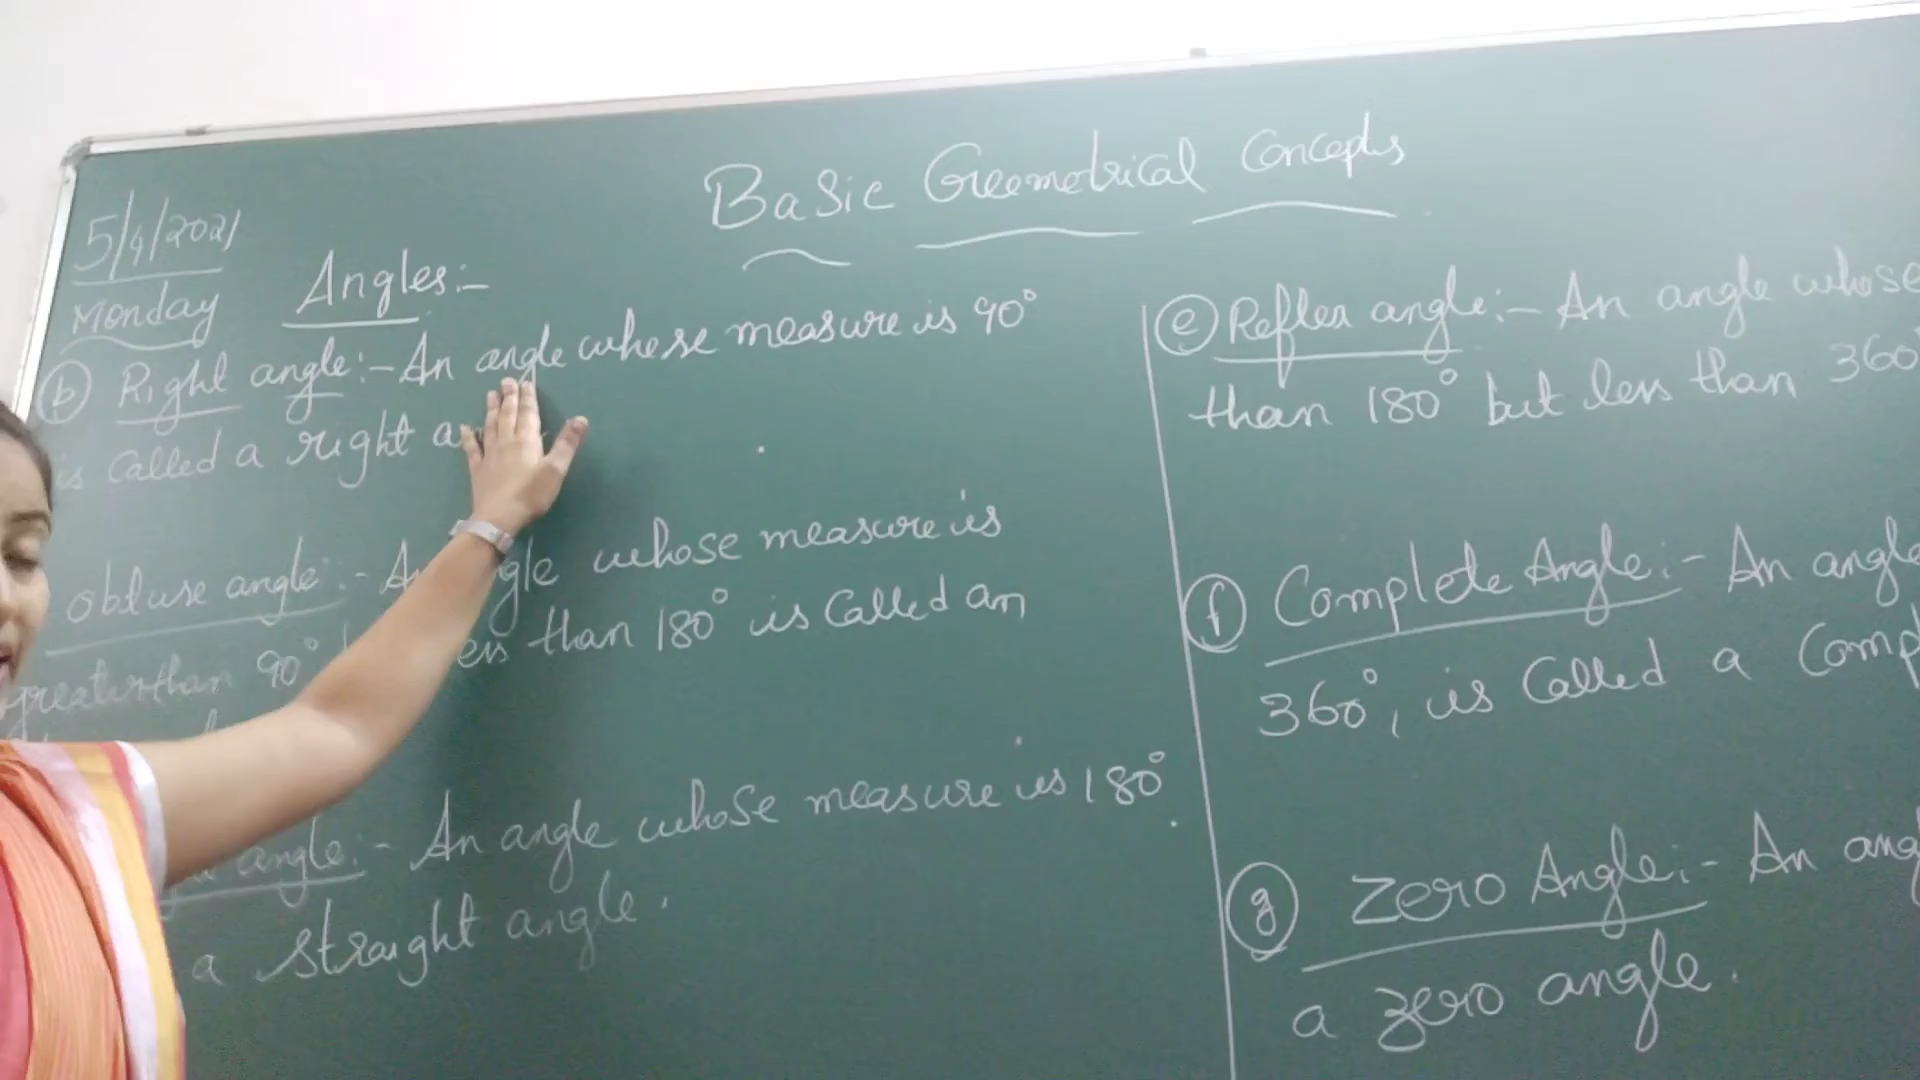 Basic Geometrical Concepts
5/4/2021
Monday
Angles:-
(b) Right angle:- An angle whose measure is 90°
is called a right
obtuse angle:- An angle whose measure is
greater than 90° less than 180° is called an
angle:- An angle whose measure is 180°
a straight angle.
(e) Reflex angle:- An angle whose
than 180° but less than 360°
(f) Complete Angle:- An angle
360°, is called a Comp
(g) Zero Angle:- An ang
a zero angle.